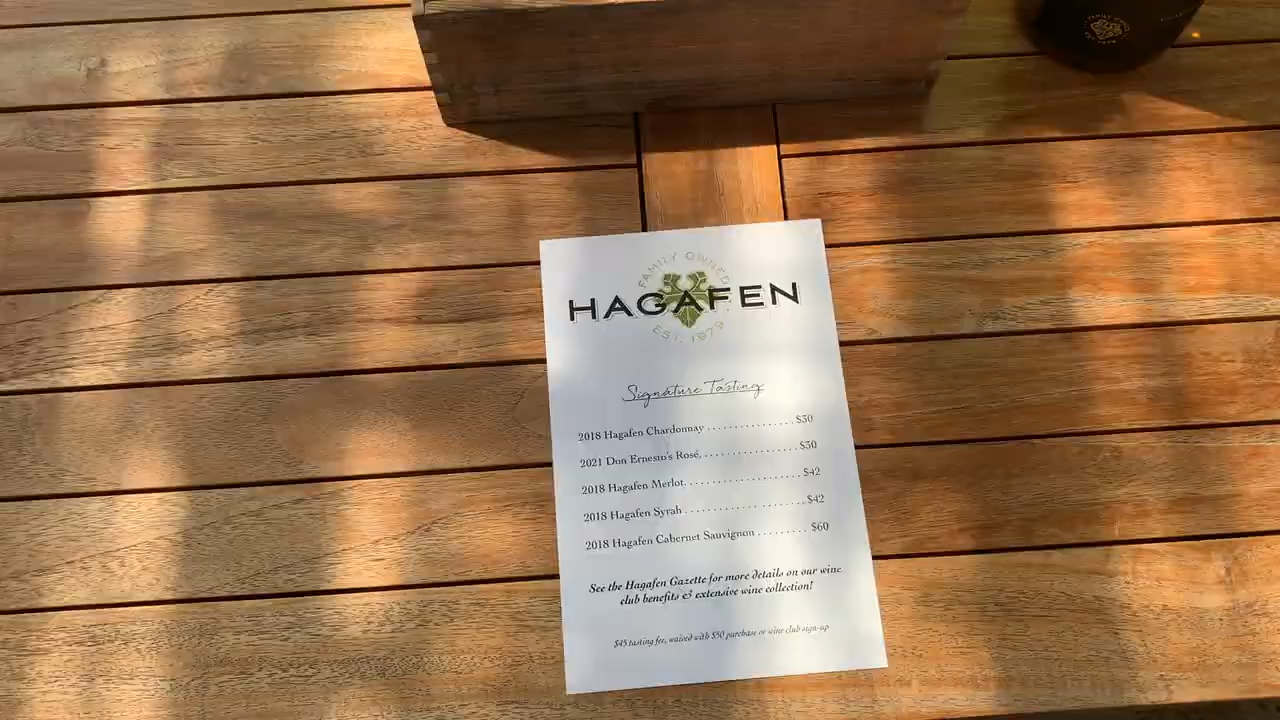 FAMILY OWNED
HAGAFEN
EST. 1979
Signature Tasting
2018 Hagafen Chardonnay . . . . . . . . . . . . . . . $30
2021 Don Ernesto's Rosé. . . . . . . . . . . . . . . . . $30
2018 Hagafen Merlot. . . . . . . . . . . . . . . . . . . . $42
2018 Hagafen Syrah . . . . . . . . . . . . . . . . . . . . $42
2018 Hagafen Cabernet Sauvignon . . . . . . . . . $60
See the Hagafen Gazette for more details on our wine
club benefits & extensive wine collection!
$45 tasting fee, waived with $50 purchase or wine club sign-up